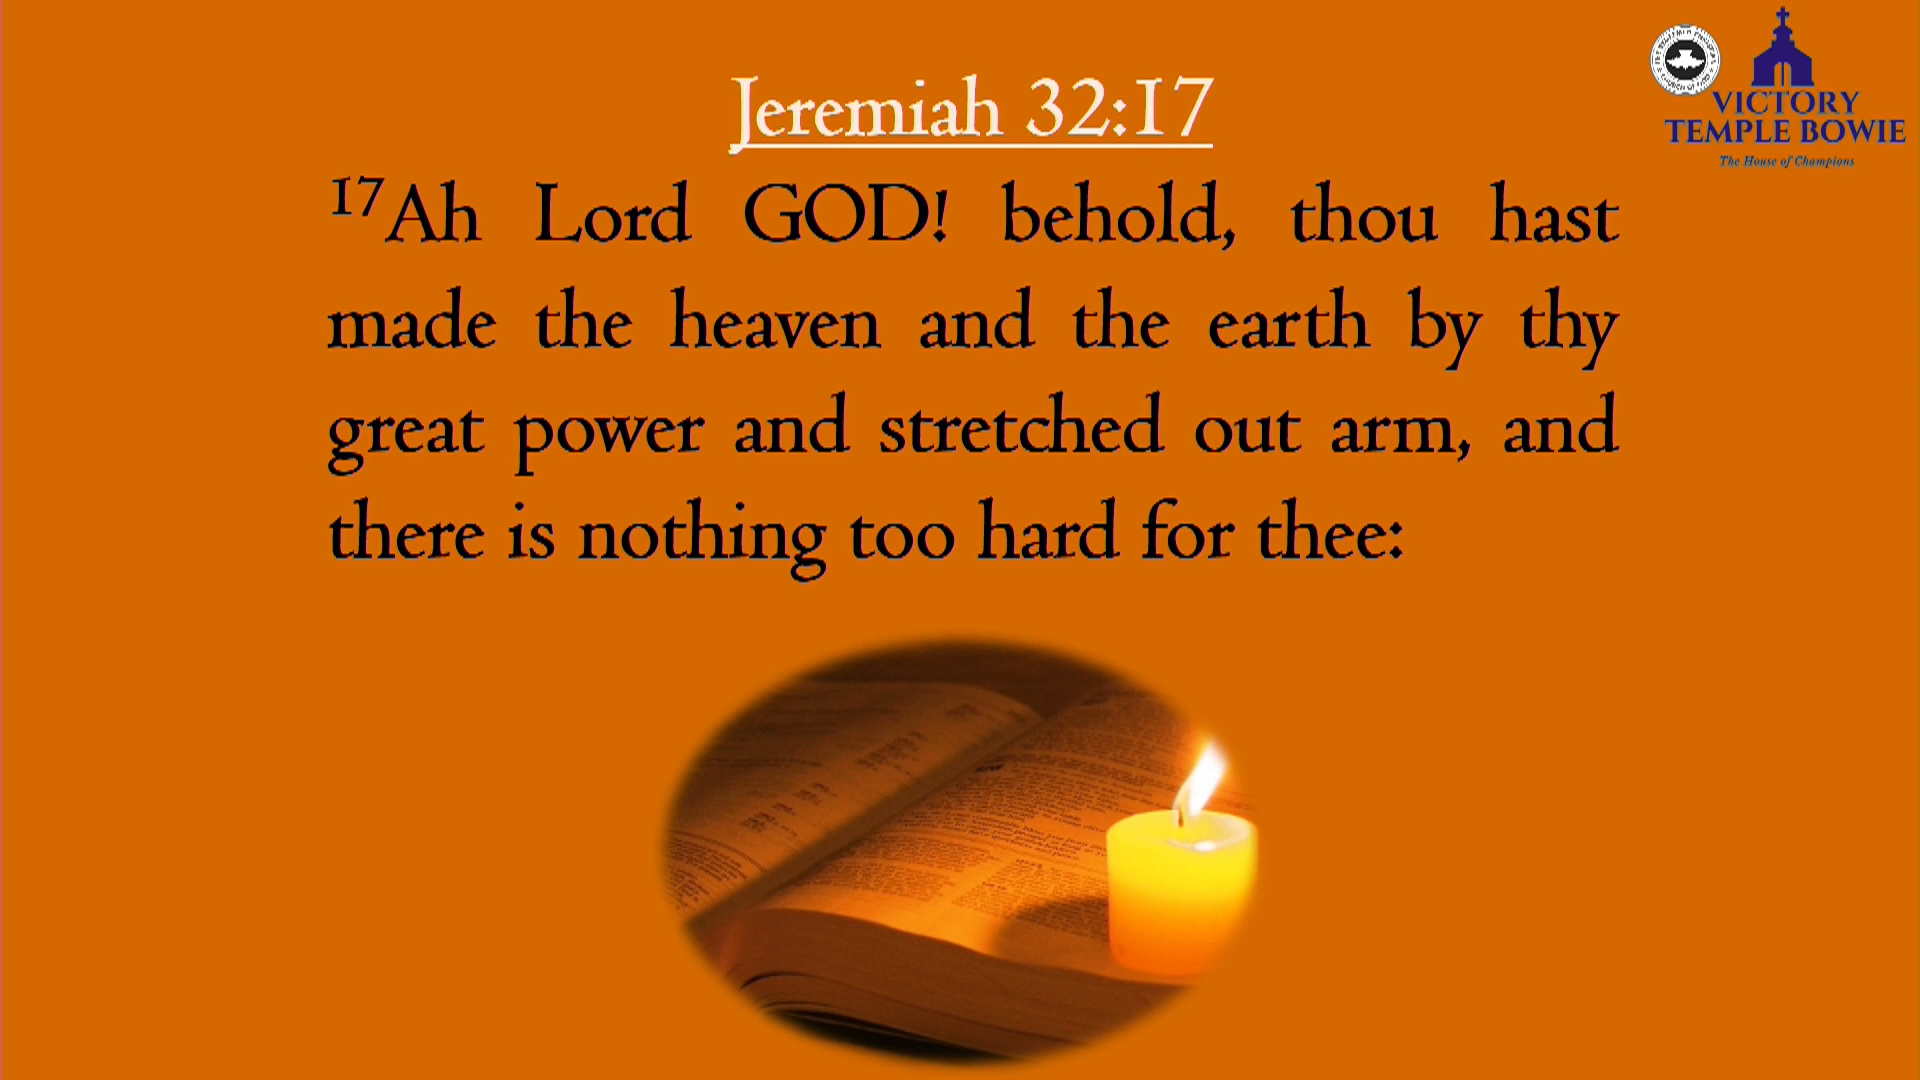 Jeremiah 32:17
17Ah Lord GOD! behold, thou hast
made the heaven and the earth by thy
great power and stretched out arm, and
there is nothing too hard for thee:
VICTORY
TEMPLE BOWIE
The House of Champions